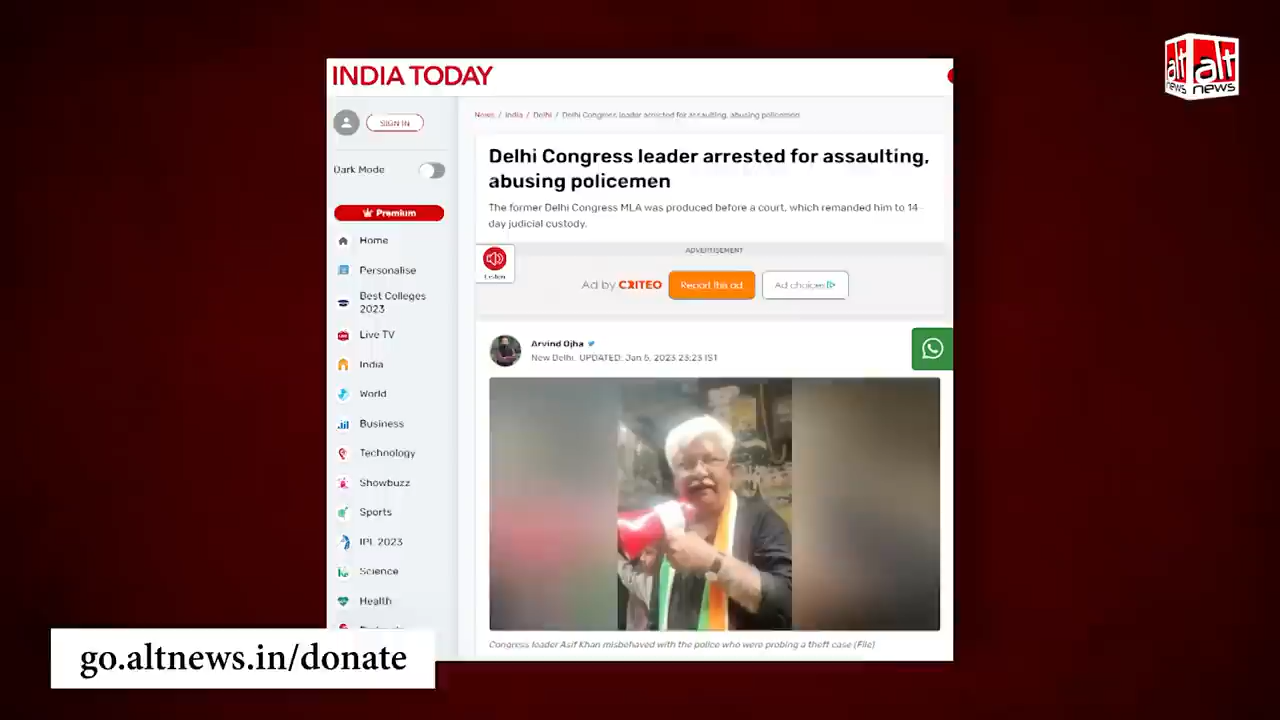 INDIA TODAY
alt
news
alt
news
SIGN IN
Dark Mode
Premium
Home
Personalise
Best Colleges
2023
Live TV
India
World
Business
Technology
Showbuzz
Sports
IPL 2023
Science
Health
News / India / Delhi / Delhi Congress leader arrested for assaulting, abusing policemen
Delhi Congress leader arrested for assaulting,
abusing policemen
The former Delhi Congress MLA was produced before a court, which remanded him to 14-
day judicial custody.
Listen
ADVERTISEMENT
Ad by CRITEO
Report this ad
Ad choices
Arvind Ojha
New Delhi, UPDATED: Jan 5, 2023 23:23 IST
Congress leader Asif Khan misbehaved with the police who were probing a theft case (File)
go.altnews.in/donate